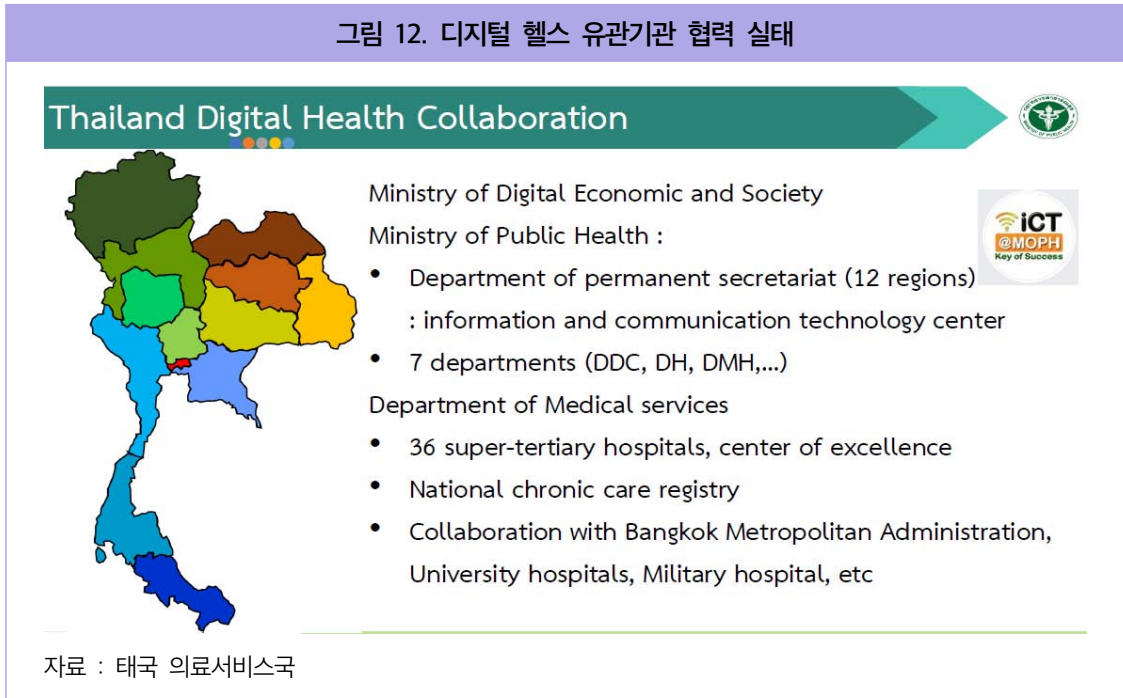 그림 12. 디지털 헬스 유관기관 협력 실태
Thailand Digital Health Collaboration
Ministry of Digital Economic and Society
Ministry of Public Health :
iCT
@MOPH
Key of Success
• Department of permanent secretariat (12 regions)
: information and communication technology center
• 7 departments (DDC, DH, DMH,...)
Department of Medical services
• 36 super-tertiary hospitals, center of excellence
• National chronic care registry
• Collaboration with Bangkok Metropolitan Administration,
University hospitals, Military hospital, etc
자료 : 태국 의료서비스국